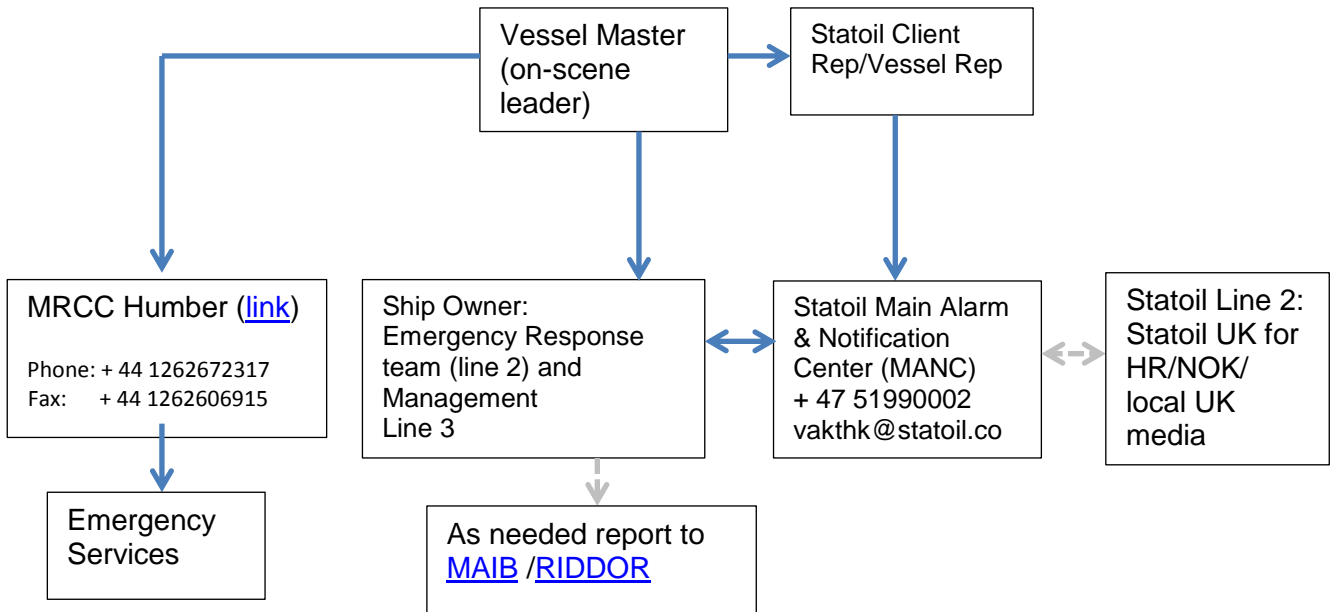 Vessel Master
(on-scene
leader)
Statoil Client
Rep/Vessel Rep
MRCC Humber (link)
Phone: + 44 1262672317
Fax: + 44 1262606915
Ship Owner:
Emergency Response
team (line 2) and
Management
Line 3
Statoil Main Alarm
& Notification
Center (MANC)
+ 47 51990002
vakthk@statoil.co
Statoil Line 2:
Statoil UK for
HR/NOK/
local UK
media
Emergency
Services
As needed report to
MAIB /RIDDOR